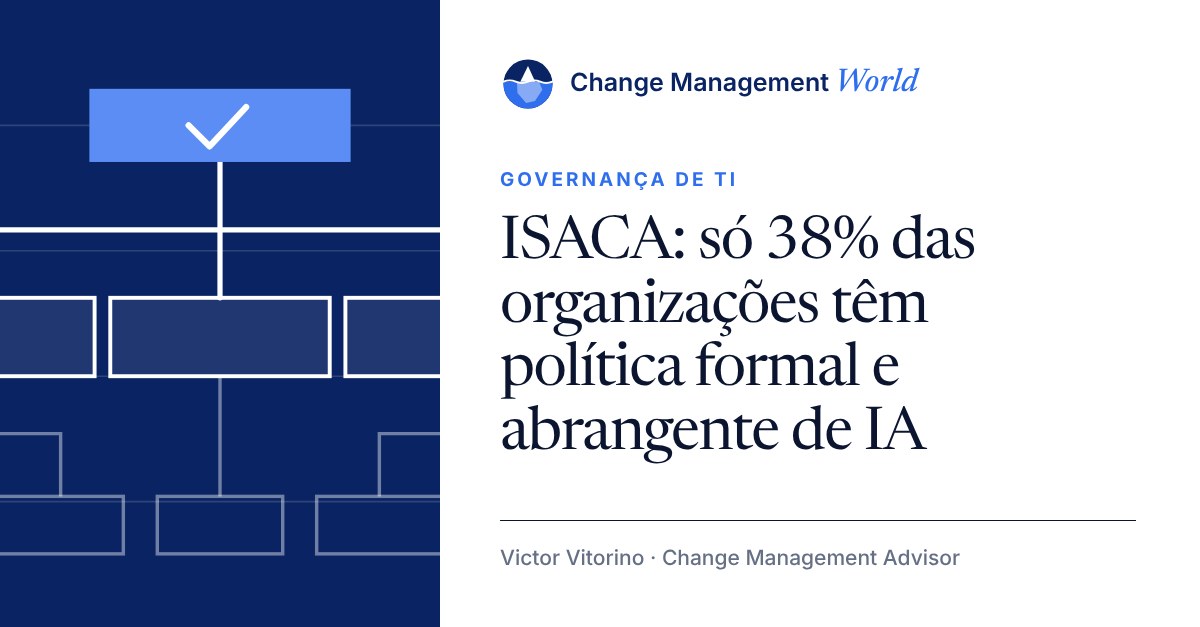 Change Management World
GOVERNANÇA DE TI
ISACA: só 38% das
organizações têm
política formal e
abrangente de IA
Victor Vitorino · Change Management Advisor